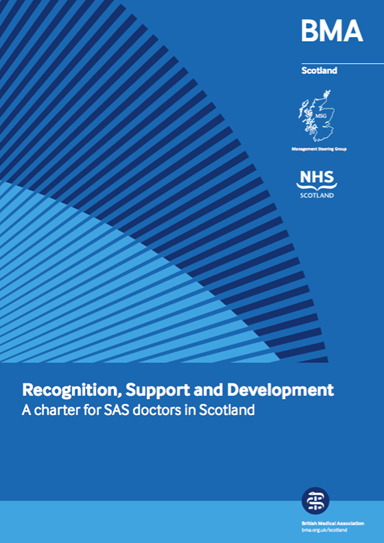 BMA
Scotland
MSG
Management Steering Group
NHS
SCOTLAND
Recognition, Support and Development
A charter for SAS doctors in Scotland
British Medical Association
bma.org.uk/scotland